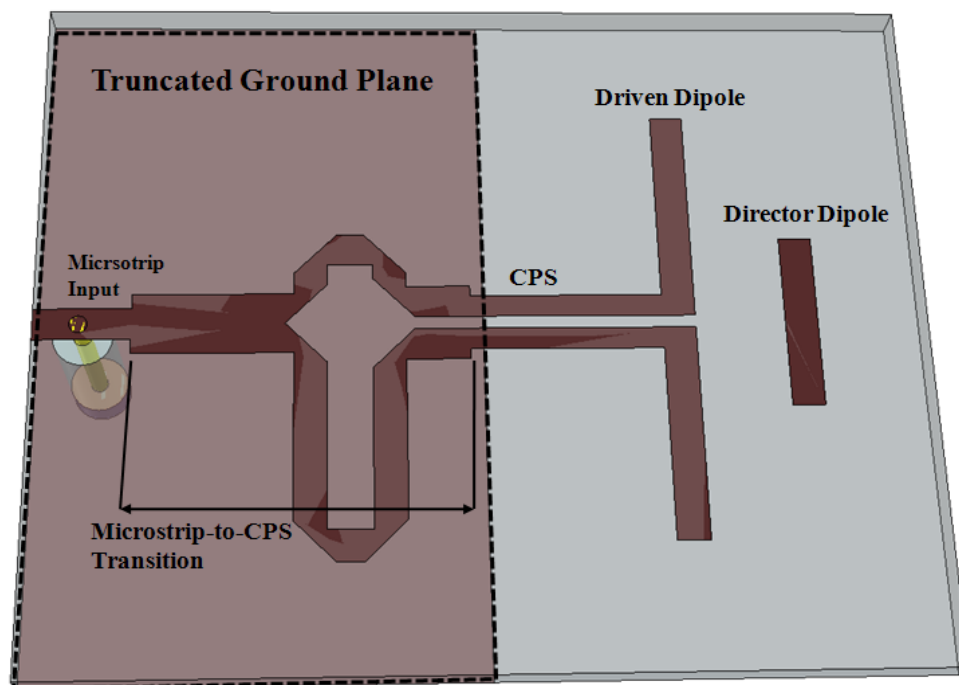 Truncated Ground Plane
Driven Dipole
Director Dipole
Micrsotrip
Input
CPS
Microstrip-to-CPS
Transition